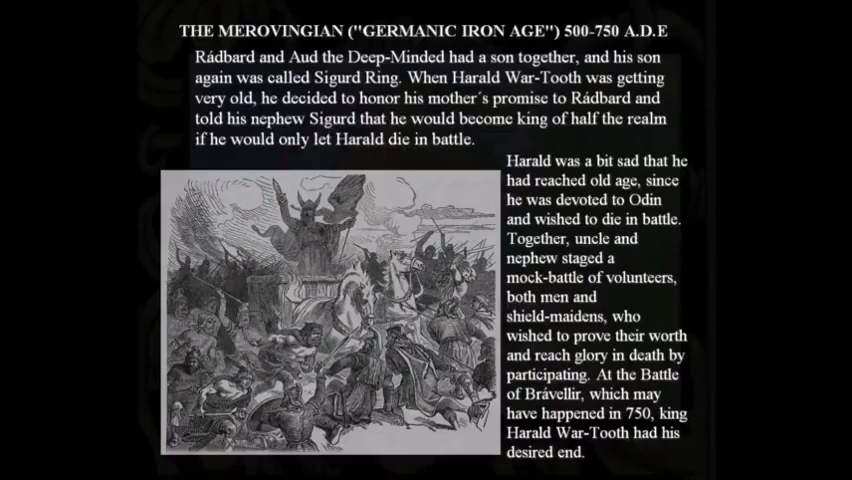 THE MEROVINGIAN ("GERMANIC IRON AGE") 500-750 A.D.E
Rádbard and Aud the Deep-Minded had a son together, and his son
again was called Sigurd Ring. When Harald War-Tooth was getting
very old, he decided to honor his mother´s promise to Rádbard and
told his nephew Sigurd that he would become king of half the realm
if he would only let Harald die in battle.
Harald was a bit sad that he
had reached old age, since
he was devoted to Odin
and wished to die in battle.
Together, uncle and
nephew staged a
mock-battle of volunteers,
both men and
shield-maidens, who
wished to prove their worth
and reach glory in death by
participating. At the Battle
of Brávellir, which may
have happened in 750, king
Harald War-Tooth had his
desired end.